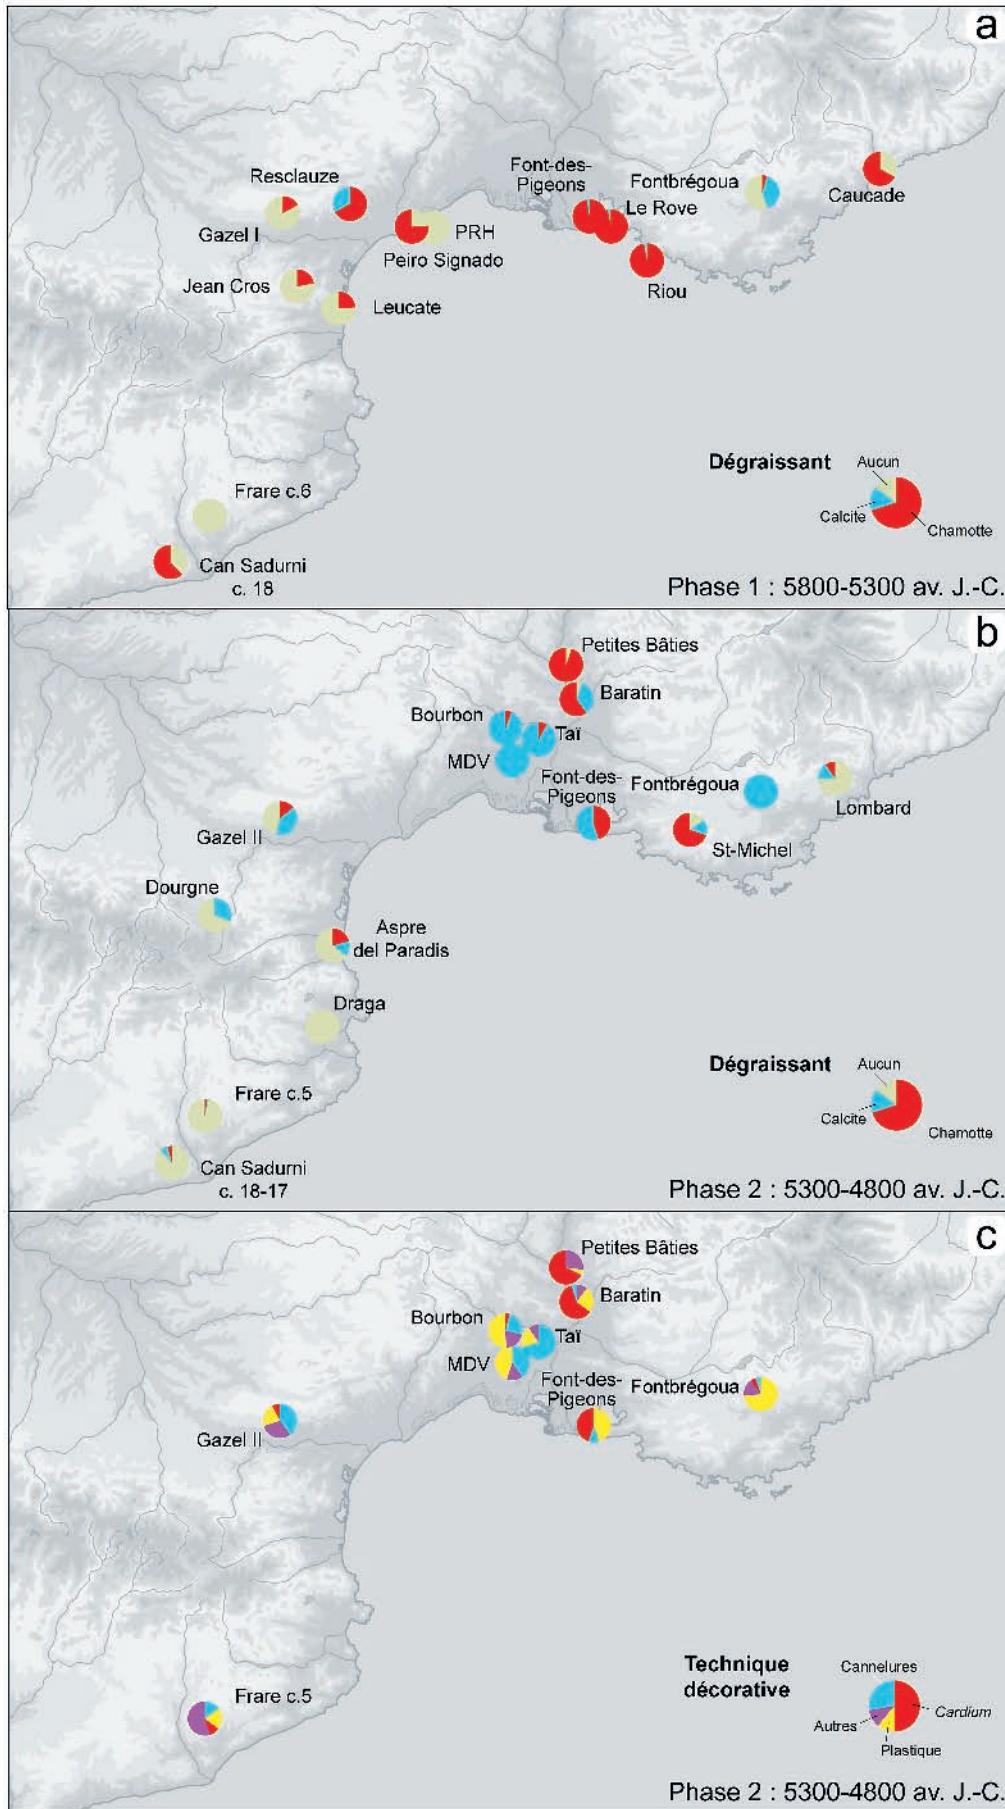 a
Resclauze
Gazel I
Jean Cros
Leucate
PRH
Peiro Signado
Font-des-
Pigeons
Le Rove
Riou
Fontbrégoua
Caucade
Frare c.6
Can Sadurni
c. 18
Dégraissant
Aucun
Calcite
Chamotte
Phase 1 : 5800-5300 av. J.-C.
b
Petites Bâties
Baratin
Bourbon
Taï
MDV
Font-des-
Pigeons
Fontbrégoua
Lombard
St-Michel
Gazel II
Dourgne
Aspre
del Paradis
Draga
Frare c.5
Can Sadurni
c. 18-17
Dégraissant
Aucun
Calcite
Chamotte
Phase 2 : 5300-4800 av. J.-C.
c
Petites Bâties
Baratin
Bourbon
Taï
MDV
Font-des-
Pigeons
Fontbrégoua
Gazel II
Frare c.5
Technique
décorative
Cannelures
Cardium
Autres
Plastique
Phase 2 : 5300-4800 av. J.-C.